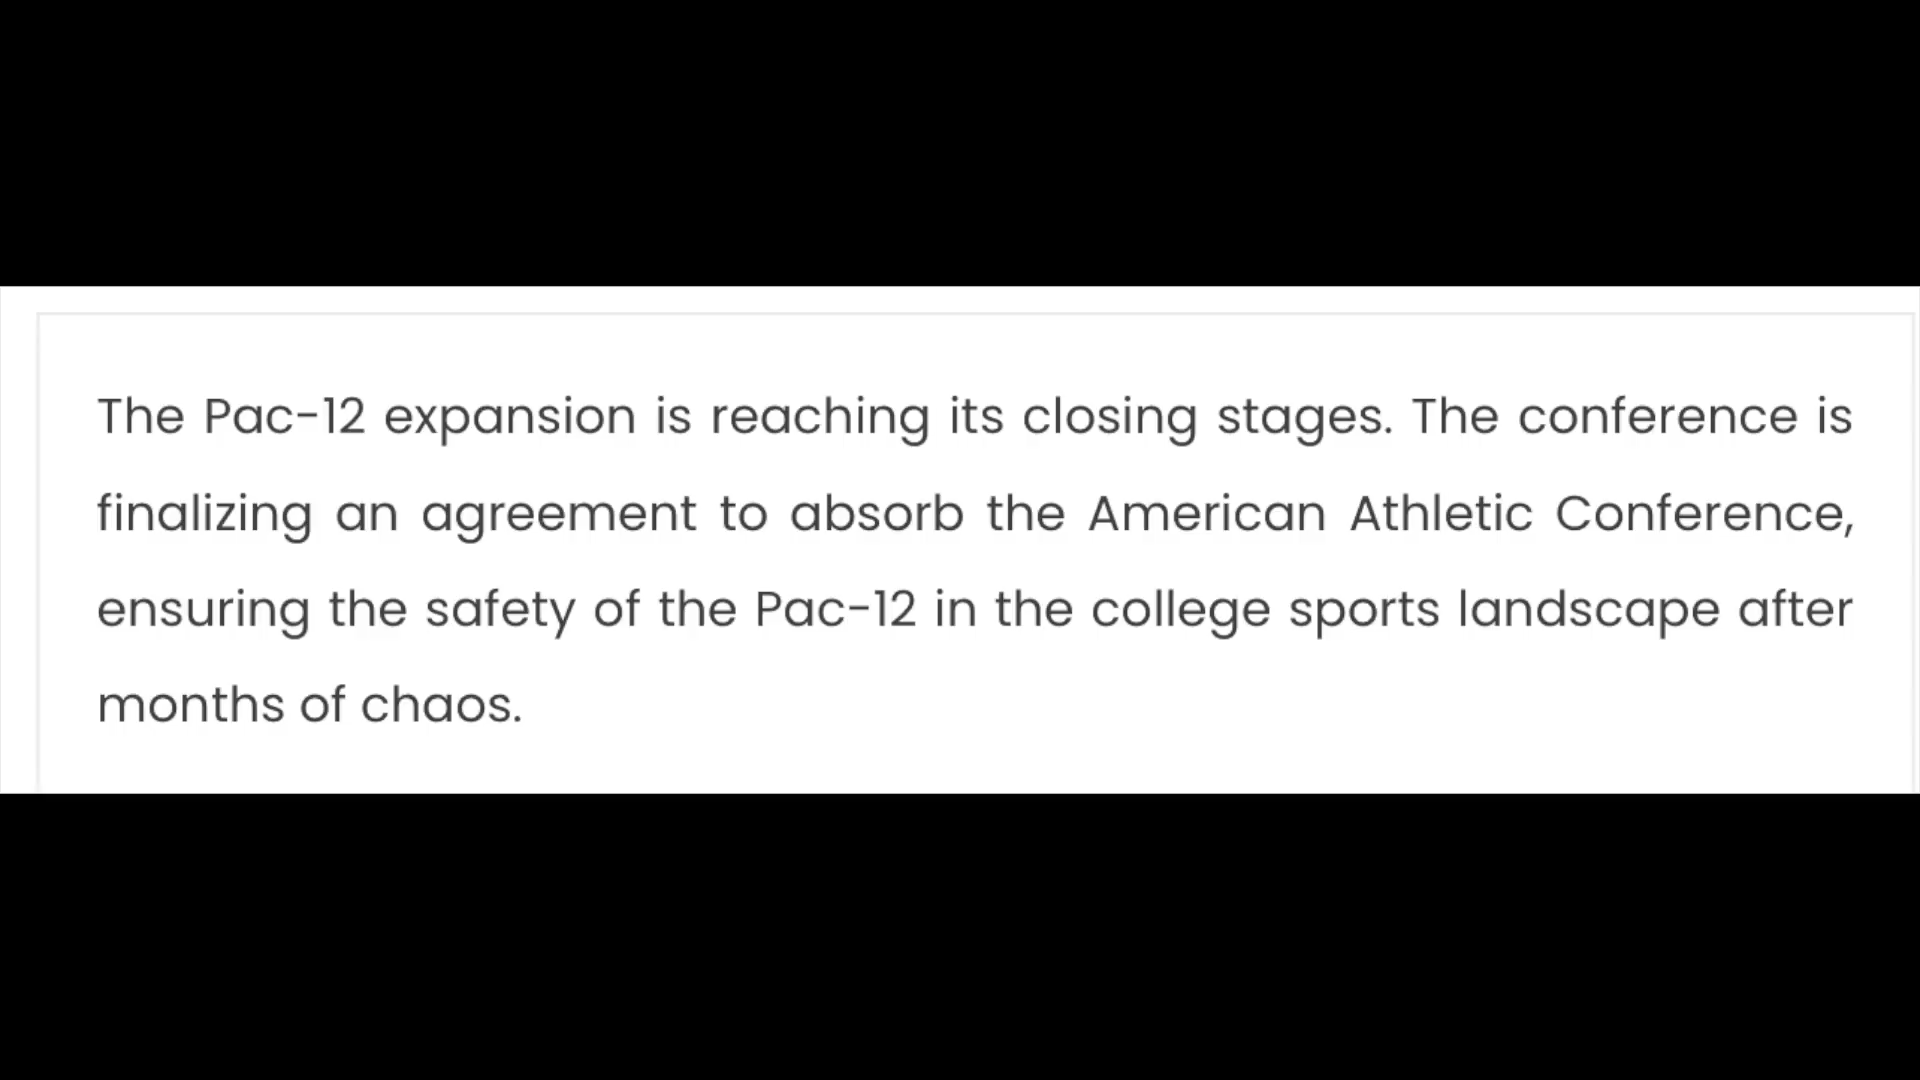 The Pac-12 expansion is reaching its closing stages. The conference is
finalizing an agreement to absorb the American Athletic Conference,
ensuring the safety of the Pac-12 in the college sports landscape after
months of chaos.